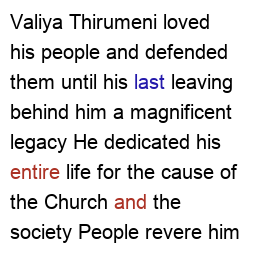 Valiya Thirumeni loved
his people and defended
them until his last leaving
behind him a magnificent
legacy He dedicated his
entire life for the cause of
the Church and the
society People revere him